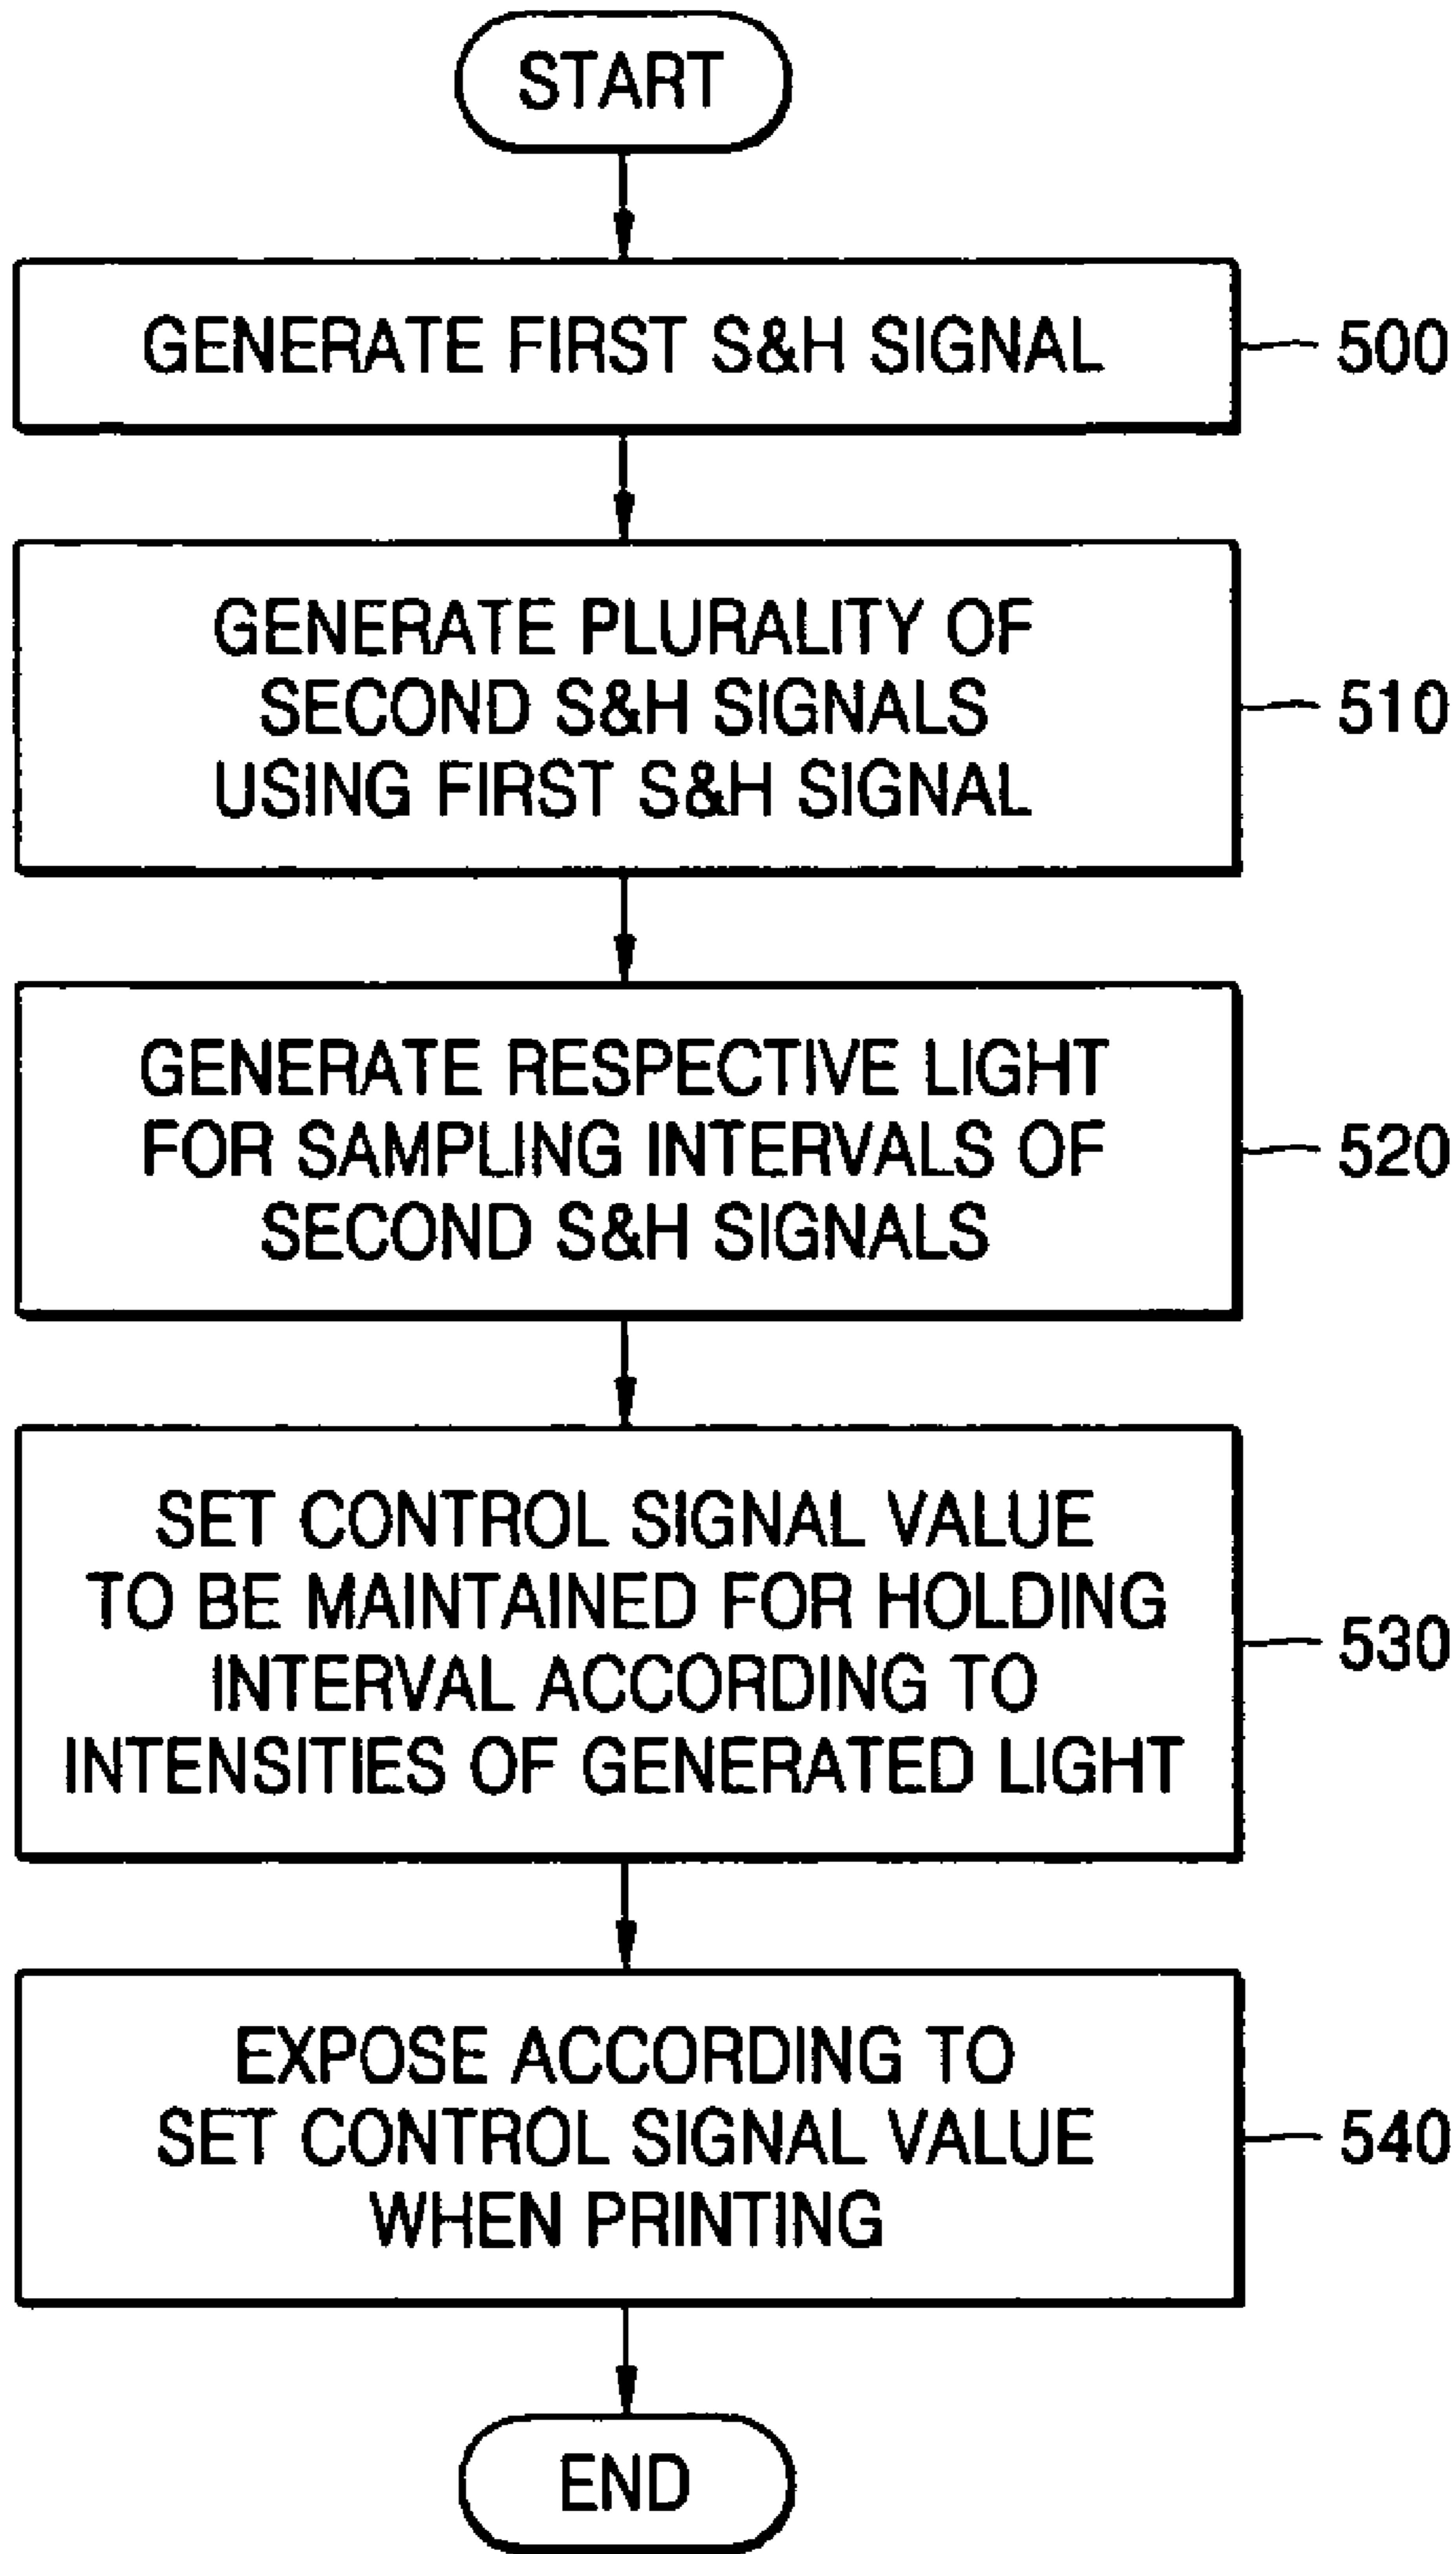 START
GENERATE FIRST S&H SIGNAL
500
GENERATE PLURALITY OF
SECOND S&H SIGNALS
USING FIRST S&H SIGNAL
510
GENERATE RESPECTIVE LIGHT
FOR SAMPLING INTERVALS OF
SECOND S&H SIGNALS
520
SET CONTROL SIGNAL VALUE
TO BE MAINTAINED FOR HOLDING
INTERVAL ACCORDING TO
INTENSITIES OF GENERATED LIGHT
530
EXPOSE ACCORDING TO
SET CONTROL SIGNAL VALUE
WHEN PRINTING
540
END